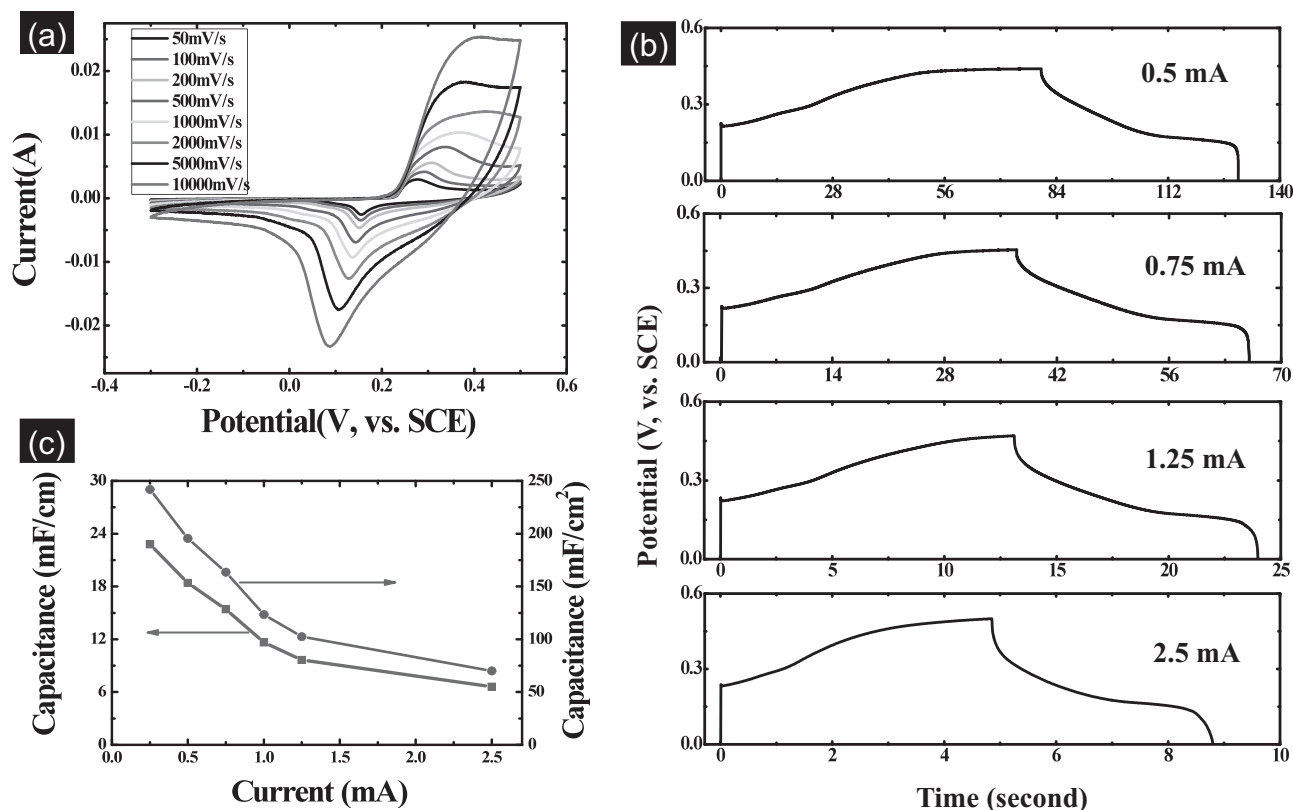 (a)
50mV/s
100mV/s
200mV/s
500mV/s
1000mV/s
2000mV/s
5000mV/s
10000mV/s
Current(A)
0.02
0.01
0.00
-0.01
-0.02
-0.4 -0.2 0.0 0.2 0.4 0.6
Potential(V, vs. SCE)
(b)
Potential (V, vs. SCE)
0.6
0.3
0.0
0.5 mA
0 28 56 84 112 140
0.6
0.3
0.0
0.75 mA
0 14 28 42 56 70
0.6
0.3
0.0
1.25 mA
0 5 10 15 20 25
0.6
0.3
0.0
2.5 mA
0 2 4 6 8 10
Time (second)
(c)
Capacitance (mF/cm)
30
24
18
12
6
0
250
200
150
100
50
0
Capacitance (mF/cm²)
0.0 0.5 1.0 1.5 2.0 2.5
Current (mA)